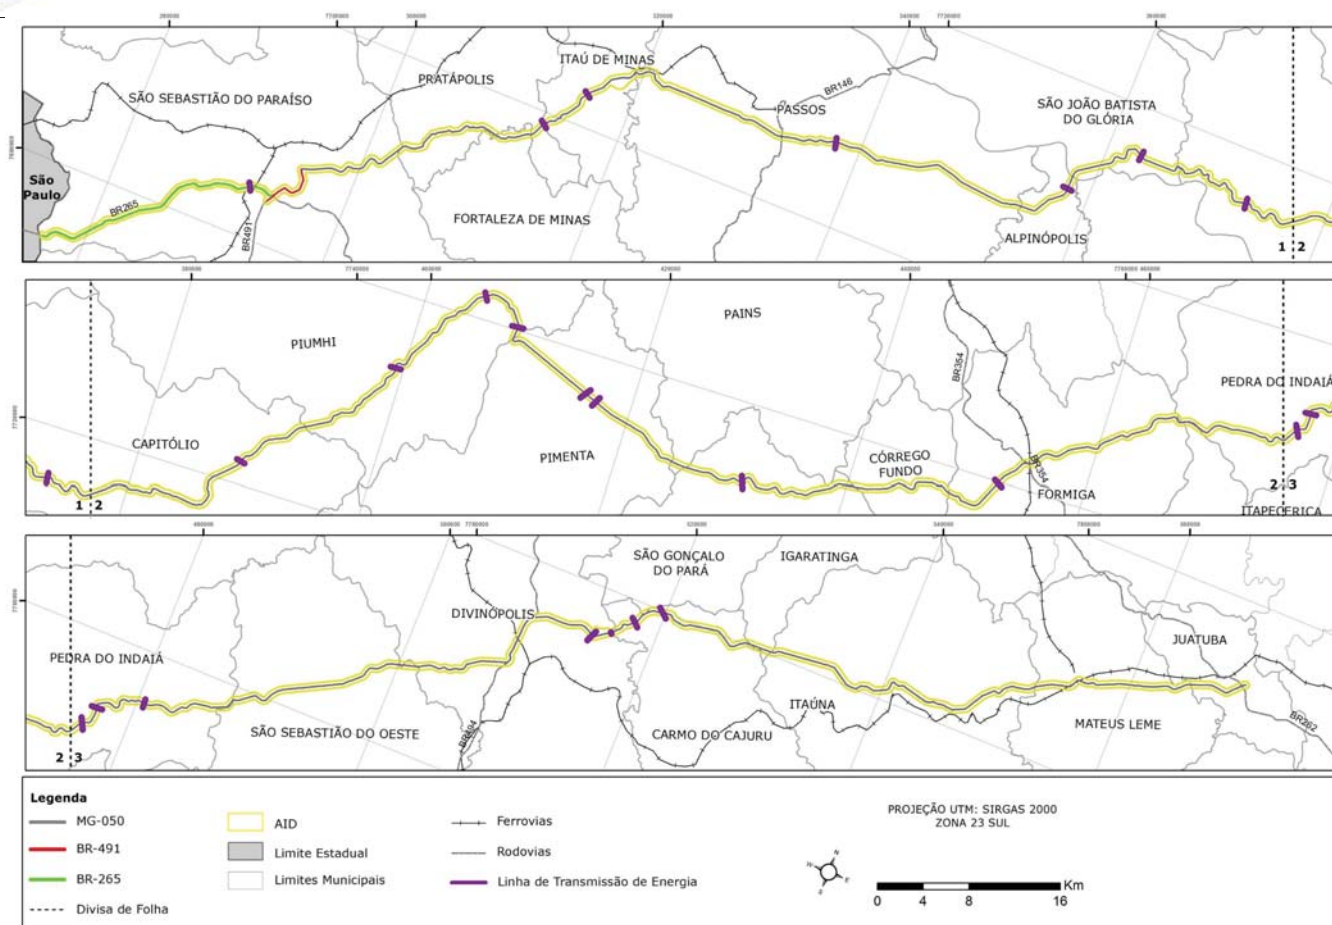 SÃO SEBASTIÃO DO PARAÍSO
PRATÁPOLIS
ITAÚ DE MINAS
PASSOS
BR146
SÃO JOÃO BATISTA
DO GLÓRIA
São
Paulo
BR265
BR491
FORTALEZA DE MINAS
ALPINÓPOLIS
1 2
PIUMHI
PAINS
BR354
PEDRA DO INDAIÁ
CAPITÓLIO
PIMENTA
CÓRREGO
FUNDO
BR354
FORMIGA
1 2
2 3
ITAPECERICA
SÃO GONÇALO
DO PARÁ
IGARATINGA
DIVINÓPOLIS
JUATUBA
PEDRA DO INDAIÁ
SÃO SEBASTIÃO DO OESTE
BR494
CARMO DO CAJURU
ITAÚNA
MATEUS LEME
BR262
2 3
Legenda
MG-050
BR-491
BR-265
Divisa de Folha
AID
Limite Estadual
Limites Municipais
Ferrovias
Rodovias
Linha de Transmissão de Energia
PROJEÇÃO UTM: SIRGAS 2000
ZONA 23 SUL
N
W
E
S
Km
0 4 8 16